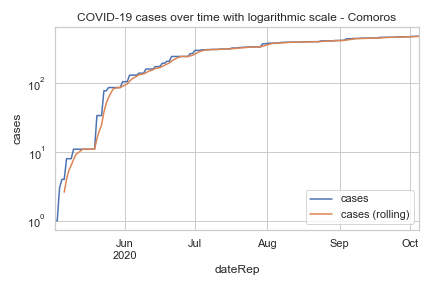 COVID-19 cases over time with logarithmic scale - Comoros
cases
10²
10¹
10⁰
cases
cases (rolling)
Jun
2020
Jul
Aug
Sep
Oct
dateRep